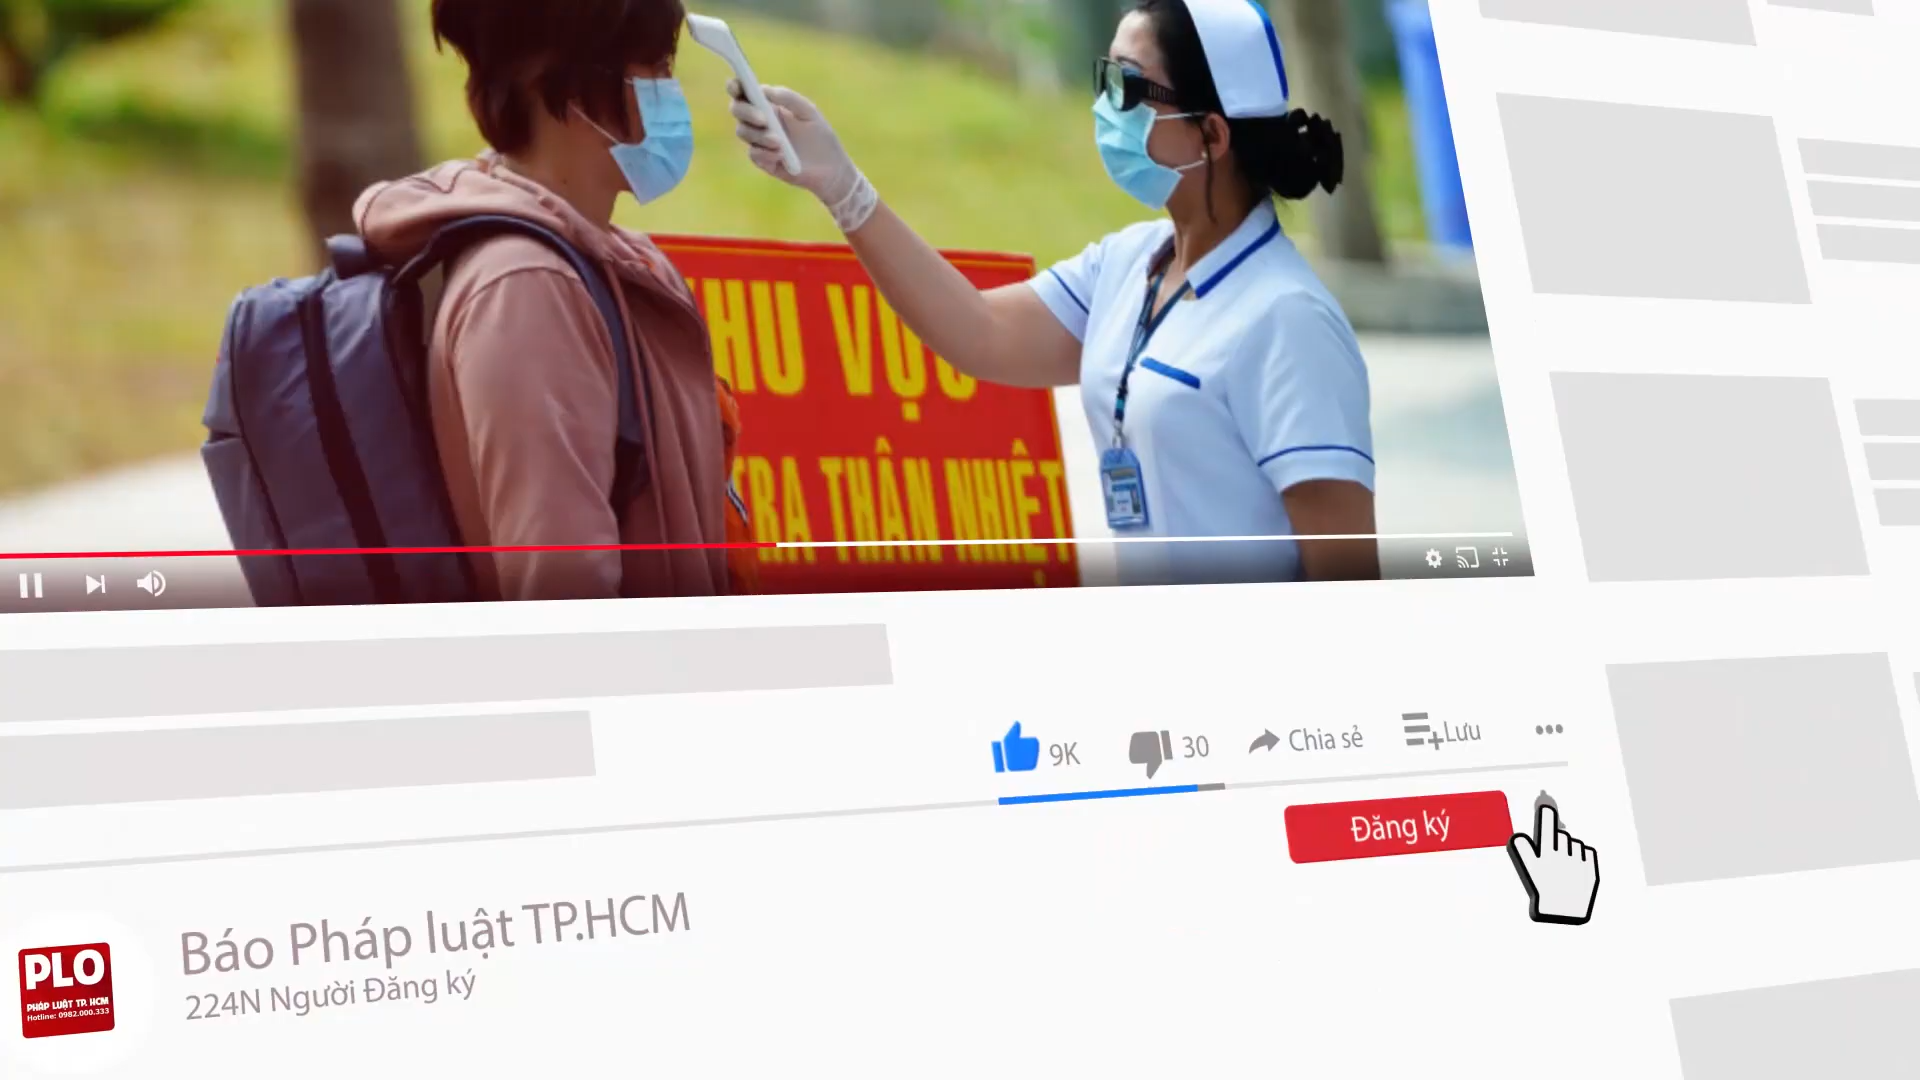 HU VỰC
TRA THÂN NHIỆT
9K
30
Chia sẻ
Lưu
Đăng ký
Báo Pháp luật TP.HCM
224N Người Đăng ký
PLO
PHÁP LUẬT TP. HCM
Hotline: 0982.000.333